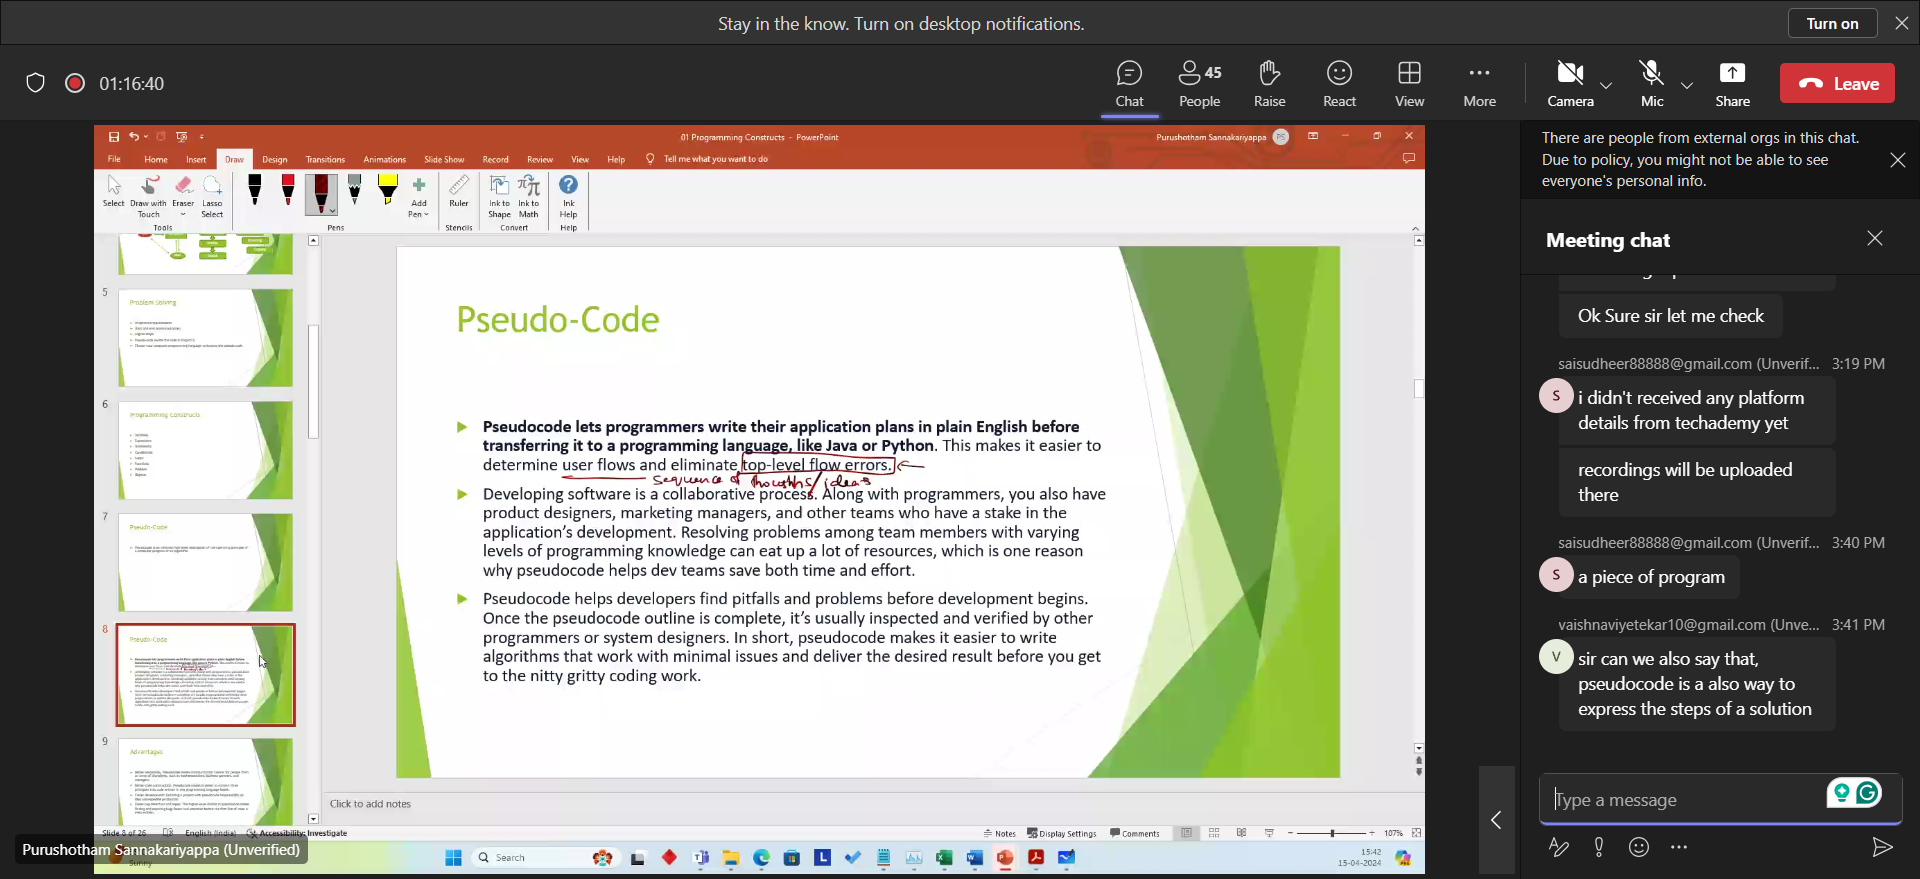 Stay in the know. Turn on desktop notifications.
Turn on
01:16:40
Chat
45
People
Raise
React
View
More
Camera
Mic
Share
Leave
01 Programming Constructs - PowerPoint
Purushotham Sannakariyappa
PS
File Home Insert Draw Design Transitions Animations Slide Show Record Review View Help Tell me what you want to do
Select
Draw with Touch
Eraser
Lasso Select
Tools
Add Pen
Pens
Ruler
Stencils
Ink to Shape
Ink to Math
Convert
Ink Help
Help
5
Problem Solving
6
Programming Constructs
7
Pseudo-Code
8
Pseudo-Code
9
Advantages
Pseudo-Code
Pseudocode lets programmers write their application plans in plain English before
transferring it to a programming language, like Java or Python. This makes it easier to
determine user flows and eliminate top-level flow errors.
sequence of thoughts/ideas
Developing software is a collaborative process. Along with programmers, you also have
product designers, marketing managers, and other teams who have a stake in the
application's development. Resolving problems among team members with varying
levels of programming knowledge can eat up a lot of resources, which is one reason
why pseudocode helps dev teams save both time and effort.
Pseudocode helps developers find pitfalls and problems before development begins.
Once the pseudocode outline is complete, it's usually inspected and verified by other
programmers or system designers. In short, pseudocode makes it easier to write
algorithms that work with minimal issues and deliver the desired result before you get
to the nitty gritty coding work.
Click to add notes
Slide 8 of 26 English (India) Accessibility: Investigate
Notes Display Settings Comments 107%
Purushotham Sannakariyappa (Unverified)
Sunny
Search
15:42
15-04-2024
There are people from external orgs in this chat.
Due to policy, you might not be able to see
everyone's personal info.
Meeting chat
Ok Sure sir let me check
saisudheer88888@gmail.com (Unverif... 3:19 PM
S
i didn't received any platform
details from techademy yet
recordings will be uploaded
there
saisudheer88888@gmail.com (Unverif... 3:40 PM
S
a piece of program
vaishnaviyetekar10@gmail.com (Unve... 3:41 PM
V
sir can we also say that,
pseudocode is a also way to
express the steps of a solution
Type a message